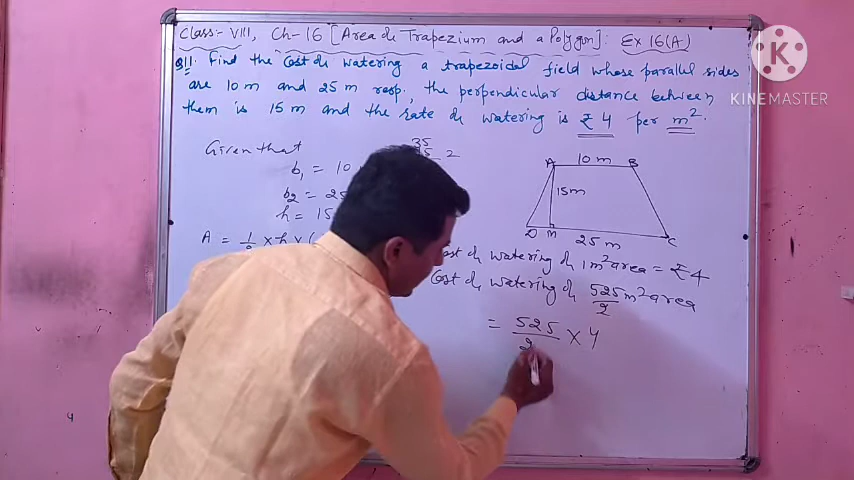 Class-VIII, Ch-16 [Area of Trapezium and a Polygon]: Ex 16(A)
Q11. Find the Cost of watering a trapezoidal field whose parallel sides
are 10 m and 25 m resp., the perpendicular distance between
them is 15 m and the rate of watering is ₹ 4 per m².
K
KINEMASTER
Given that
b₁ = 10
b₂ = 25
h = 15
A = 1/2 × h × (
35
2
A 10 m B
15m
D M 25 m C
Cost of watering of 1m² area = ₹4
Cost of watering of 525/2 m² area
= 525/2 × 4